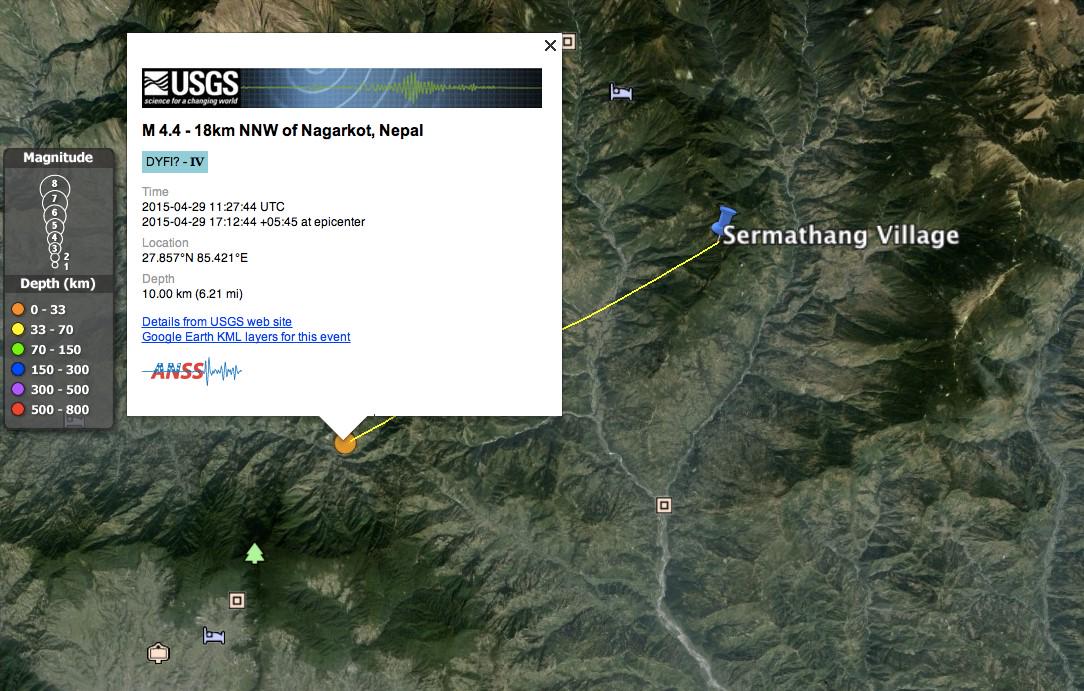 USGS
science for a changing world
M 4.4 - 18km NNW of Nagarkot, Nepal
DYFI? - IV
Time
2015-04-29 11:27:44 UTC
2015-04-29 17:12:44 +05:45 at epicenter
Location
27.857°N 85.421°E
Depth
10.00 km (6.21 mi)
Details from USGS web site
Google Earth KML layers for this event
ANSS
Magnitude
8
7
6
5
4
3
2
1
Depth (km)
0 - 33
33 - 70
70 - 150
150 - 300
300 - 500
500 - 800
Sermathang Village